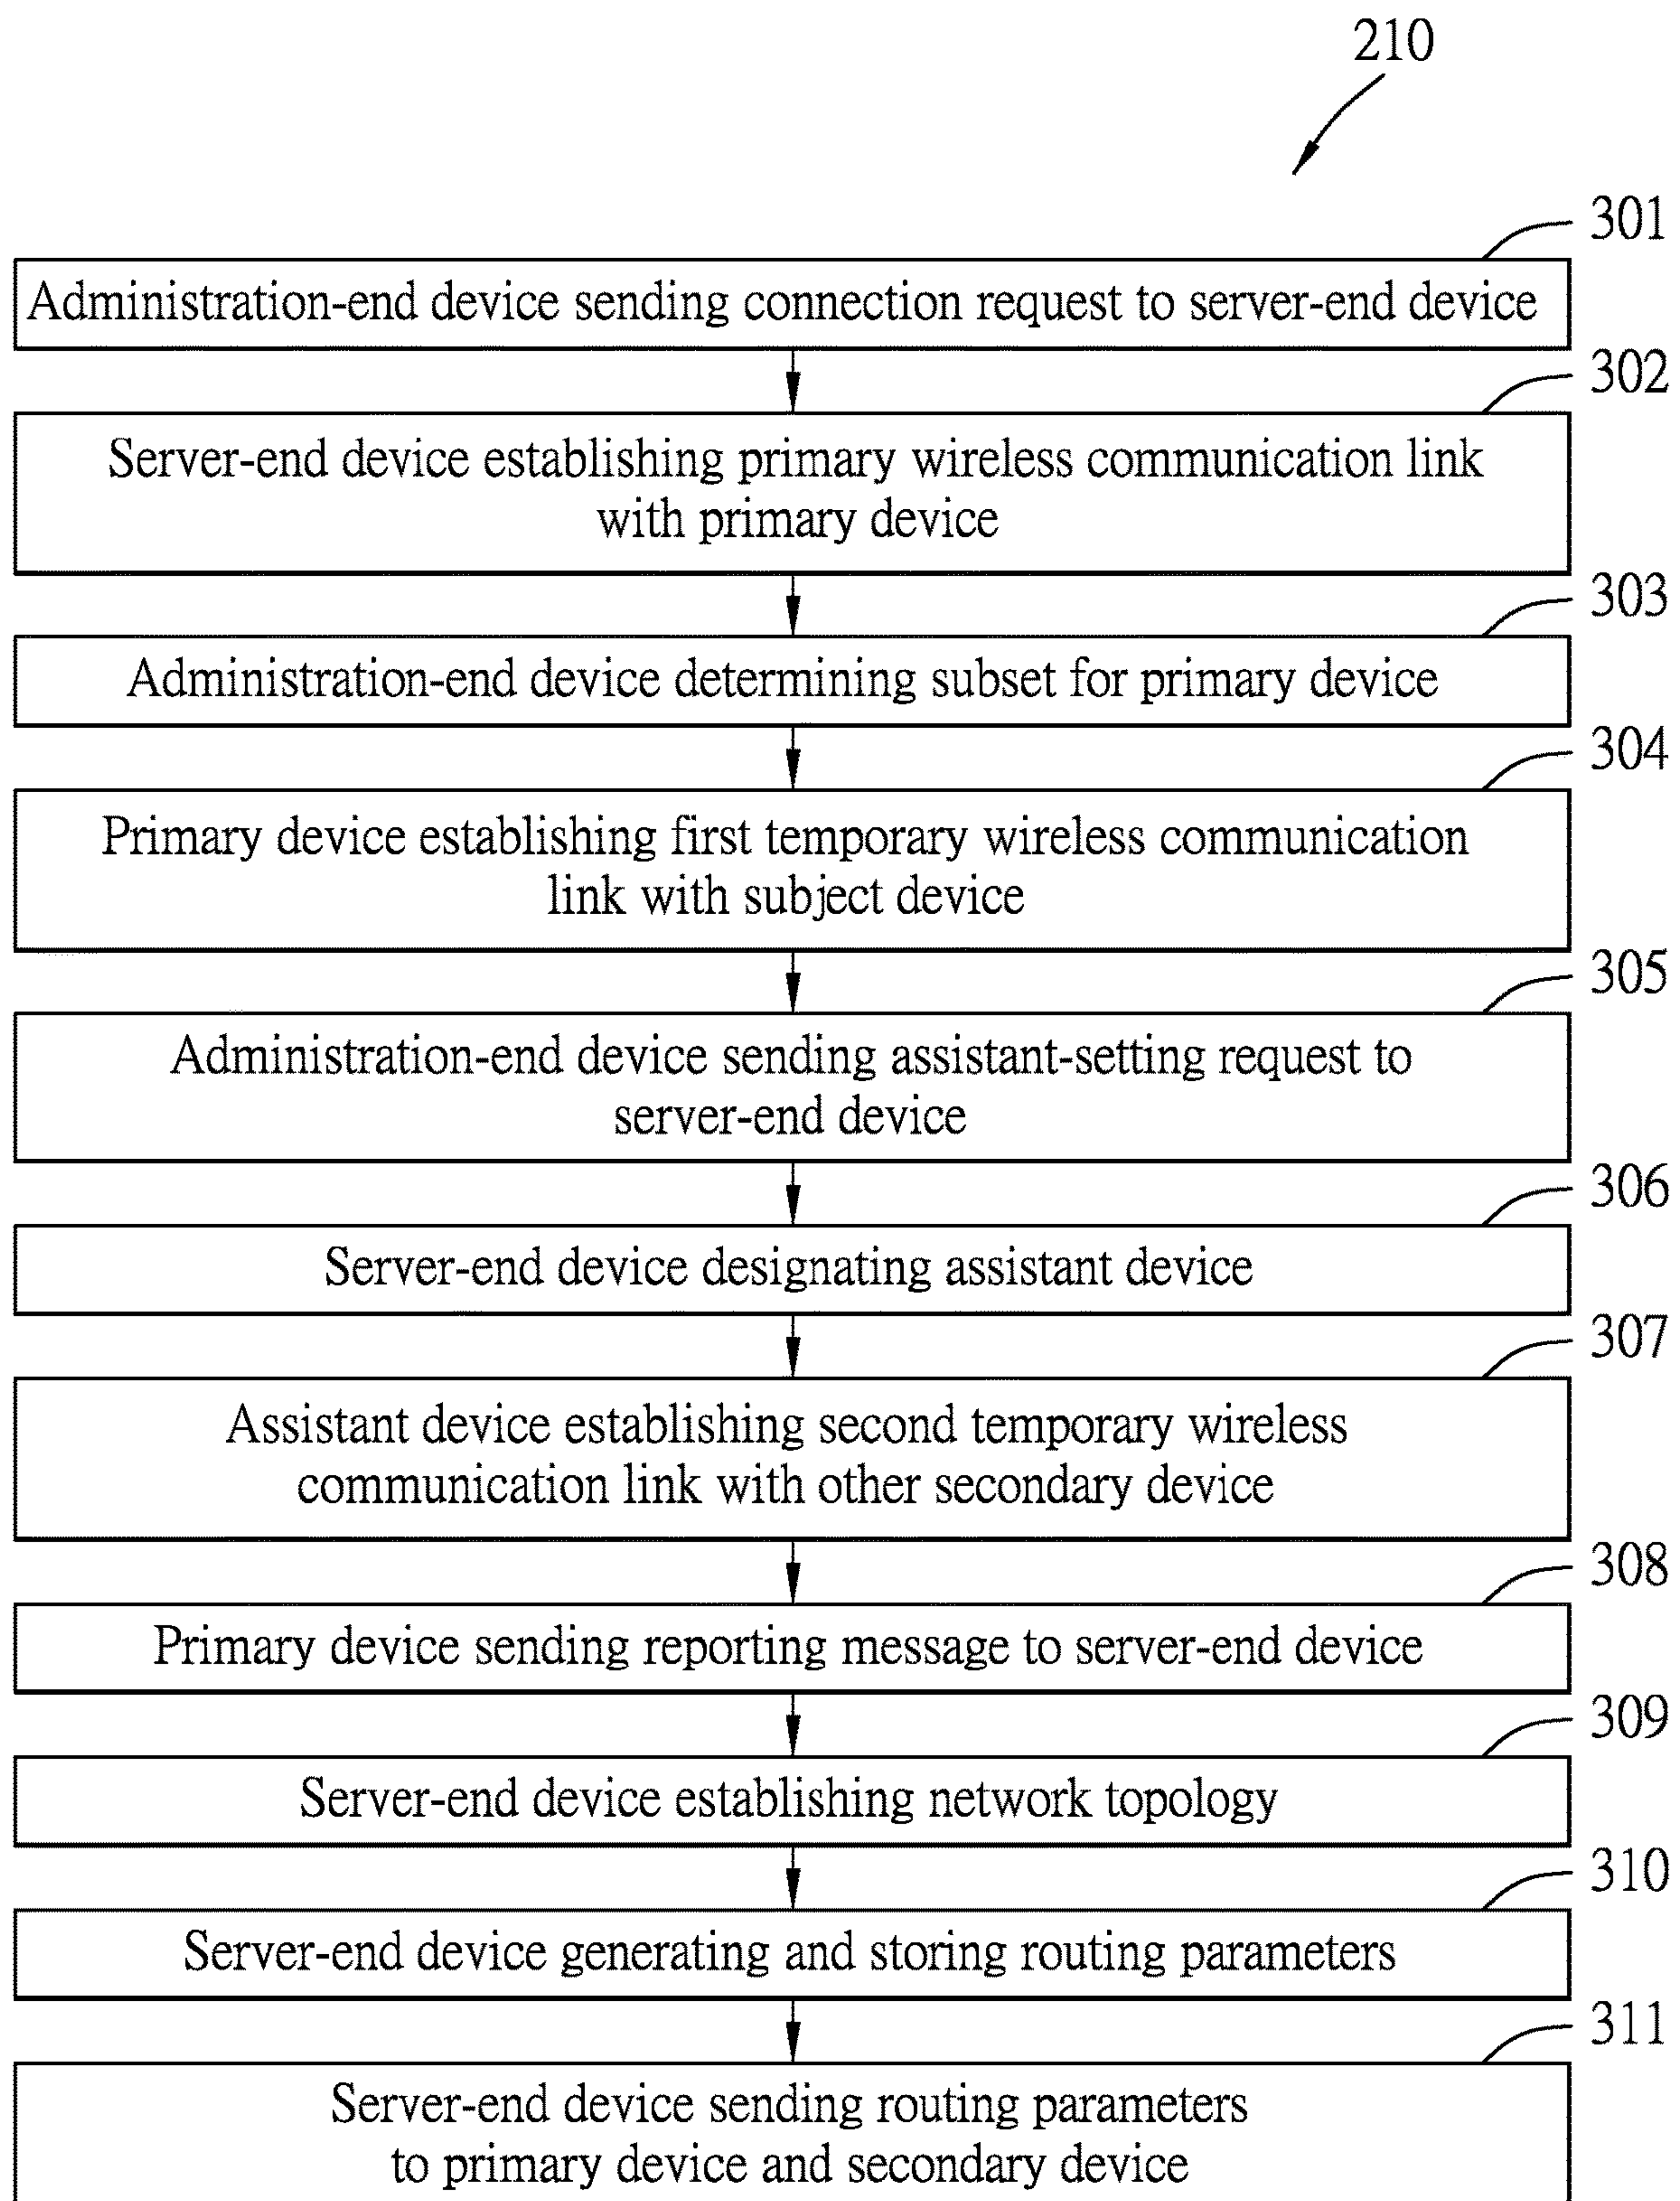 210
301
Administration-end device sending connection request to server-end device
302
Server-end device establishing primary wireless communication link
with primary device
303
Administration-end device determining subset for primary device
304
Primary device establishing first temporary wireless communication
link with subject device
305
Administration-end device sending assistant-setting request to
server-end device
306
Server-end device designating assistant device
307
Assistant device establishing second temporary wireless
communication link with other secondary device
308
Primary device sending reporting message to server-end device
309
Server-end device establishing network topology
310
Server-end device generating and storing routing parameters
311
Server-end device sending routing parameters
to primary device and secondary device